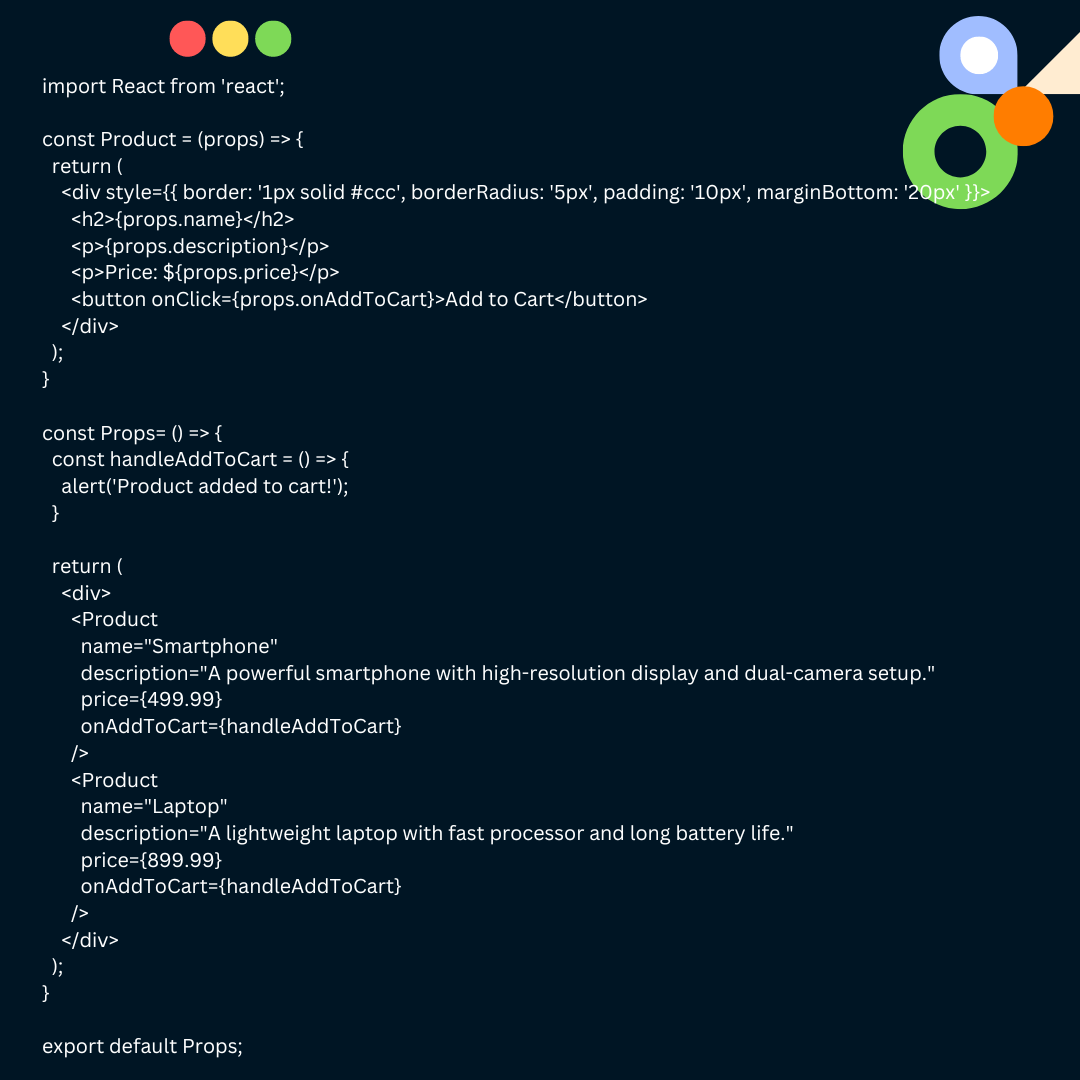 import React from 'react';
const Product = (props) => {
return (
<div style={{ border: '1px solid #ccc', borderRadius: '5px', padding: '10px', marginBottom: '20px' }}>
<h2>{props.name}</h2>
<p>{props.description}</p>
<p>Price: ${props.price}</p>
<button onClick={props.onAddToCart}>Add to Cart</button>
</div>
);
}
const Props= () => {
const handleAddToCart = () => {
alert('Product added to cart!');
}
return (
<div>
<Product
name="Smartphone"
description="A powerful smartphone with high-resolution display and dual-camera setup."
price={499.99}
onAddToCart={handleAddToCart}
/>
<Product
name="Laptop"
description="A lightweight laptop with fast processor and long battery life."
price={899.99}
onAddToCart={handleAddToCart}
/>
</div>
);
}
export default Props;